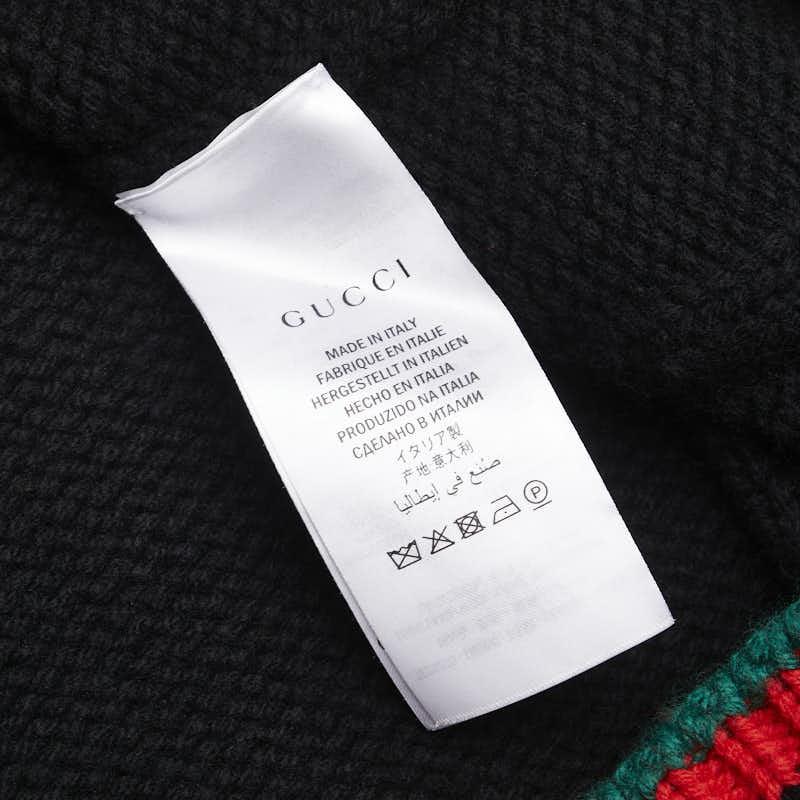 GUCCI
MADE IN ITALY
FABRIQUE EN ITALIE
HERGESTELLT IN ITALIEN
HECHO EN ITALIA
PRODUZIDO NA ITALIA
СДЕЛАНО В ИТАЛИИ
イタリア製
产地意大利
صنع في إيطاليا
P